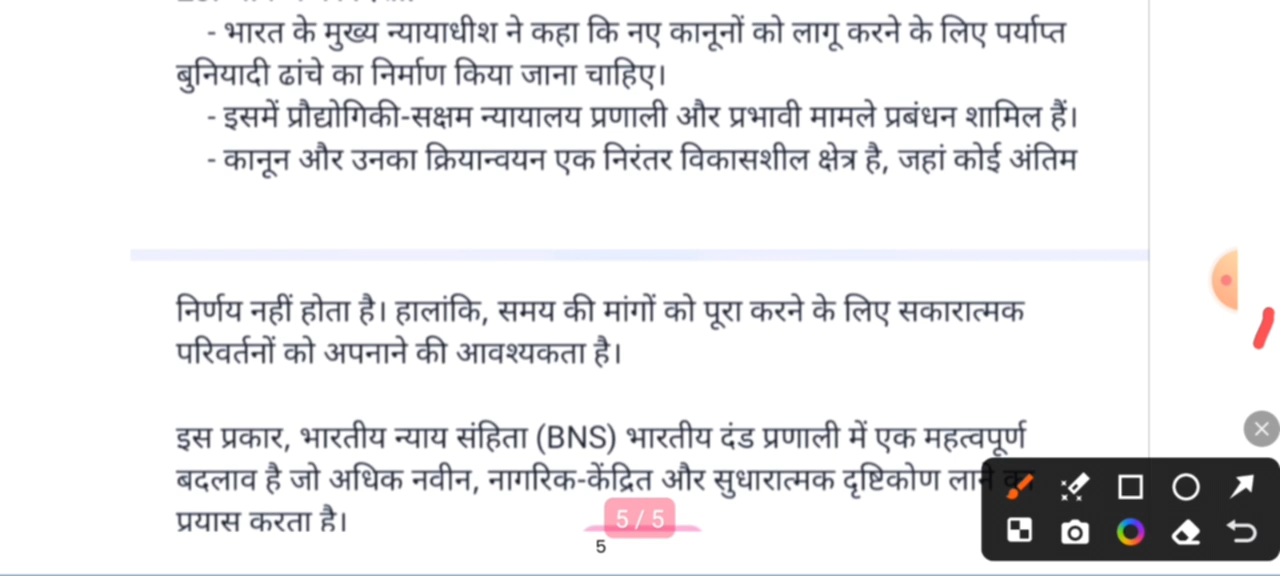 - भारत के मुख्य न्यायाधीश ने कहा कि नए कानूनों को लागू करने के लिए पर्याप्त
बुनियादी ढांचे का निर्माण किया जाना चाहिए।
- इसमें प्रौद्योगिकी-सक्षम न्यायालय प्रणाली और प्रभावी मामले प्रबंधन शामिल हैं।
- कानून और उनका क्रियान्वयन एक निरंतर विकासशील क्षेत्र है, जहां कोई अंतिम
निर्णय नहीं होता है। हालांकि, समय की मांगों को पूरा करने के लिए सकारात्मक
परिवर्तनों को अपनाने की आवश्यकता है।
इस प्रकार, भारतीय न्याय संहिता (BNS) भारतीय दंड प्रणाली में एक महत्वपूर्ण
बदलाव है जो अधिक नवीन, नागरिक-केंद्रित और सुधारात्मक दृष्टिकोण लाने का
प्रयास करता है।
5 / 5
5